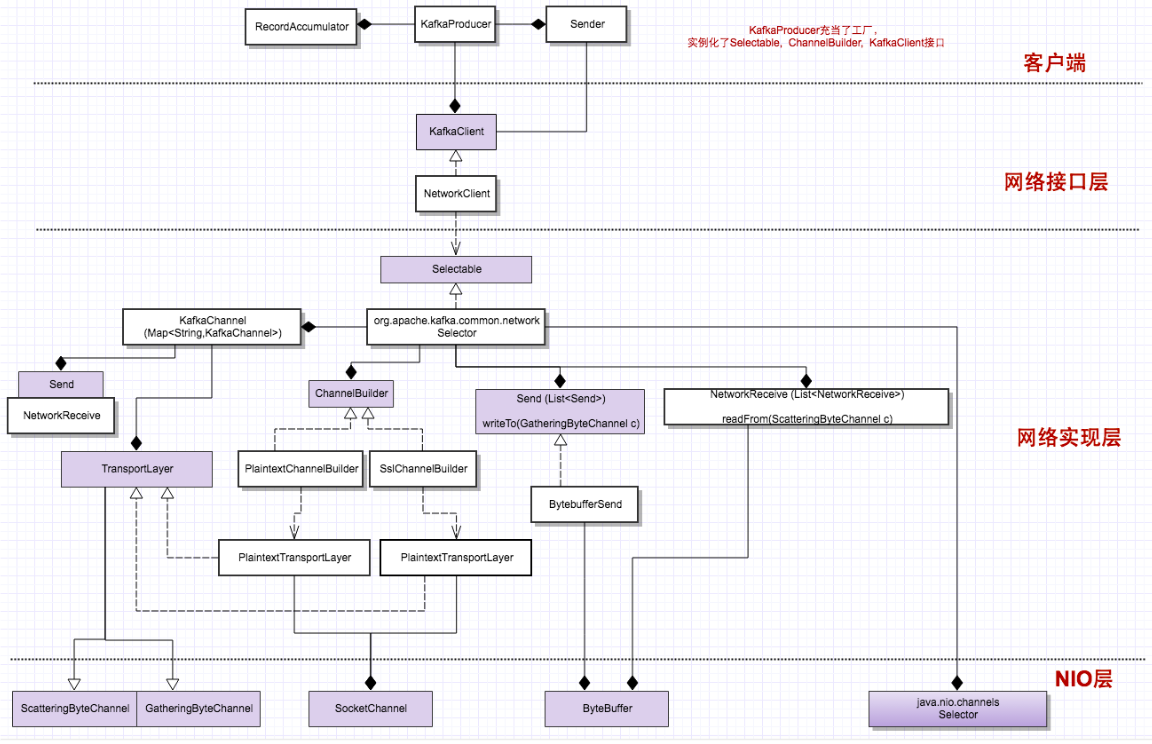 RecordAccumulator
KafkaProducer
Sender
KafkaProducer充当了工厂,
实例化了Selectable, ChannelBuilder, KafkaClient接口
客户端
KafkaClient
网络接口层
NetworkClient
Selectable
KafkaChannel
(Map<String,KafkaChannel>)
org.apache.kafka.common.network
Selector
Send
NetworkReceive
ChannelBuilder
Send (List<Send>)
writeTo(GatheringByteChannel c)
NetworkReceive (List<NetworkReceive>)
readFrom(ScatteringByteChannel c)
网络实现层
TransportLayer
PlaintextChannelBuilder
SslChannelBuilder
BytebufferSend
PlaintextTransportLayer
PlaintextTransportLayer
NIO层
ScatteringByteChannel
GatheringByteChannel
SocketChannel
ByteBuffer
java.nio.channels
Selector